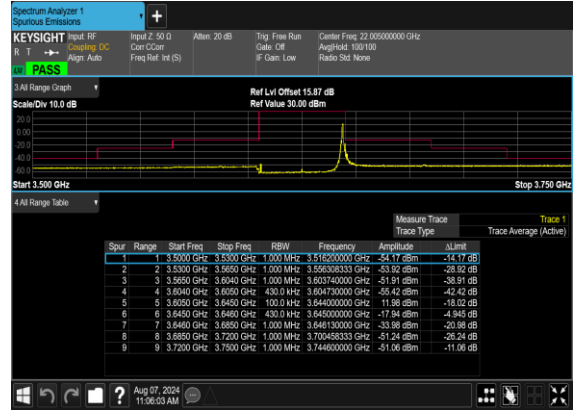 Spectrum Analyzer 1
Spurious Emissions
+
KEYSIGHT Input: RF Input Z: 50 Ω Atten: 20 dB Trig: Free Run Center Freq: 22.005000000 GHz
R T Coupling: DC Corr CCorr Gate: Off Avg|Hold: 100/100
Align: Auto Freq Ref: Int (S) IF Gain: Low Radio Std: None
PASS
3 All Range Graph Ref Lvl Offset 15.87 dB
Scale/Div 10.0 dB Ref Value 30.00 dBm
20.0
0.00
-20.0
-40.0
-60.0
Start 3.500 GHz Stop 3.750 GHz
4 All Range Table
Measure Trace Trace 1
Trace Type Trace Average (Active)
Spur Range Start Freq Stop Freq RBW Frequency Amplitude ΔLimit
1 1 3.5000 GHz 3.5300 GHz 1.000 MHz 3.516200000 GHz -54.17 dBm -14.17 dB
2 2 3.5300 GHz 3.5650 GHz 1.000 MHz 3.556308333 GHz -53.92 dBm -28.92 dB
3 3 3.5650 GHz 3.6040 GHz 1.000 MHz 3.603740000 GHz -51.91 dBm -38.91 dB
4 4 3.6040 GHz 3.6050 GHz 430.0 kHz 3.604730000 GHz -55.42 dBm -42.42 dB
5 5 3.6050 GHz 3.6450 GHz 100.0 kHz 3.644000000 GHz 11.98 dBm -18.02 dB
6 6 3.6450 GHz 3.6460 GHz 430.0 kHz 3.645000000 GHz -17.94 dBm -4.945 dB
7 7 3.6460 GHz 3.6850 GHz 1.000 MHz 3.646130000 GHz -33.98 dBm -20.98 dB
8 8 3.6850 GHz 3.7200 GHz 1.000 MHz 3.700458333 GHz -51.24 dBm -26.24 dB
9 9 3.7200 GHz 3.7500 GHz 1.000 MHz 3.744600000 GHz -51.06 dBm -11.06 dB
? Aug 07, 2024
11:06:03 AM